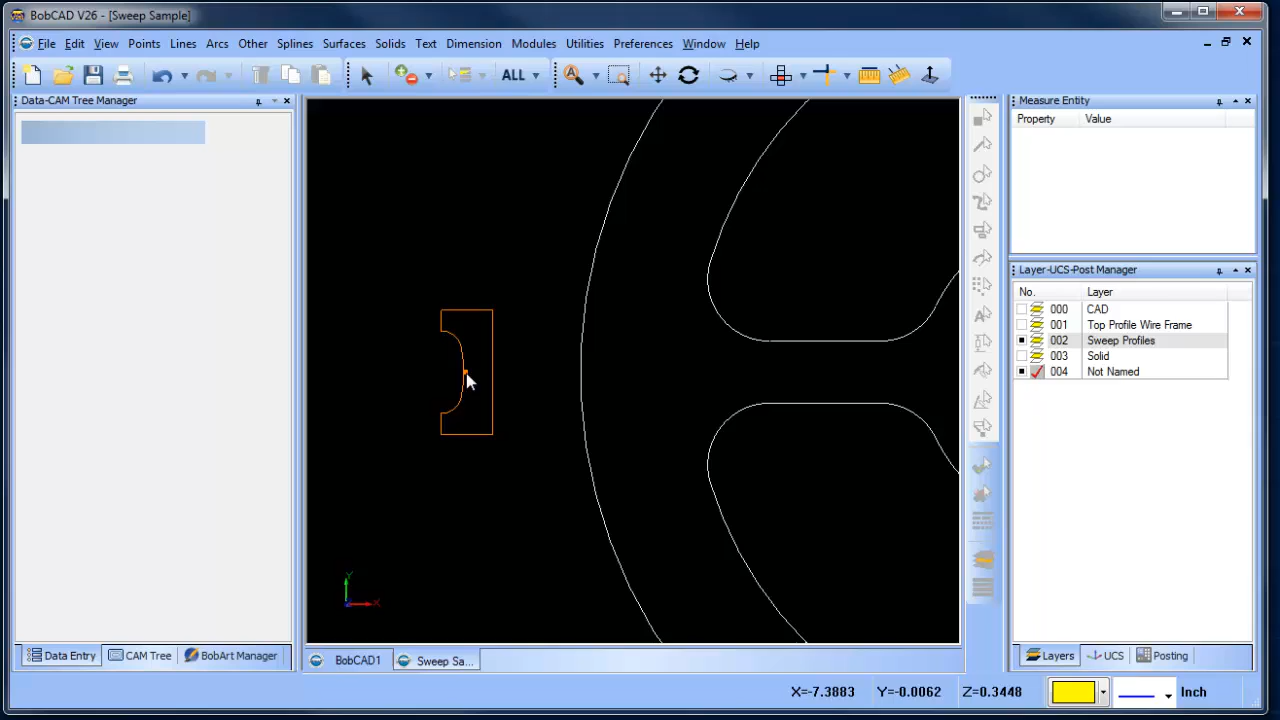 BobCAD V26 - [Sweep Sample]
File Edit View Points Lines Arcs Other Splines Surfaces Solids Text Dimension Modules Utilities Preferences Window Help
ALL
Data-CAM Tree Manager
Measure Entity
Property Value
Layer-UCS-Post Manager
No. Layer
000 CAD
001 Top Profile Wire Frame
002 Sweep Profiles
003 Solid
004 Not Named
Y
X
Data Entry CAM Tree BobArt Manager
BobCAD1 Sweep Sa...
Layers UCS Posting
X=-7.3883 Y=-0.0062 Z=0.3448 Inch